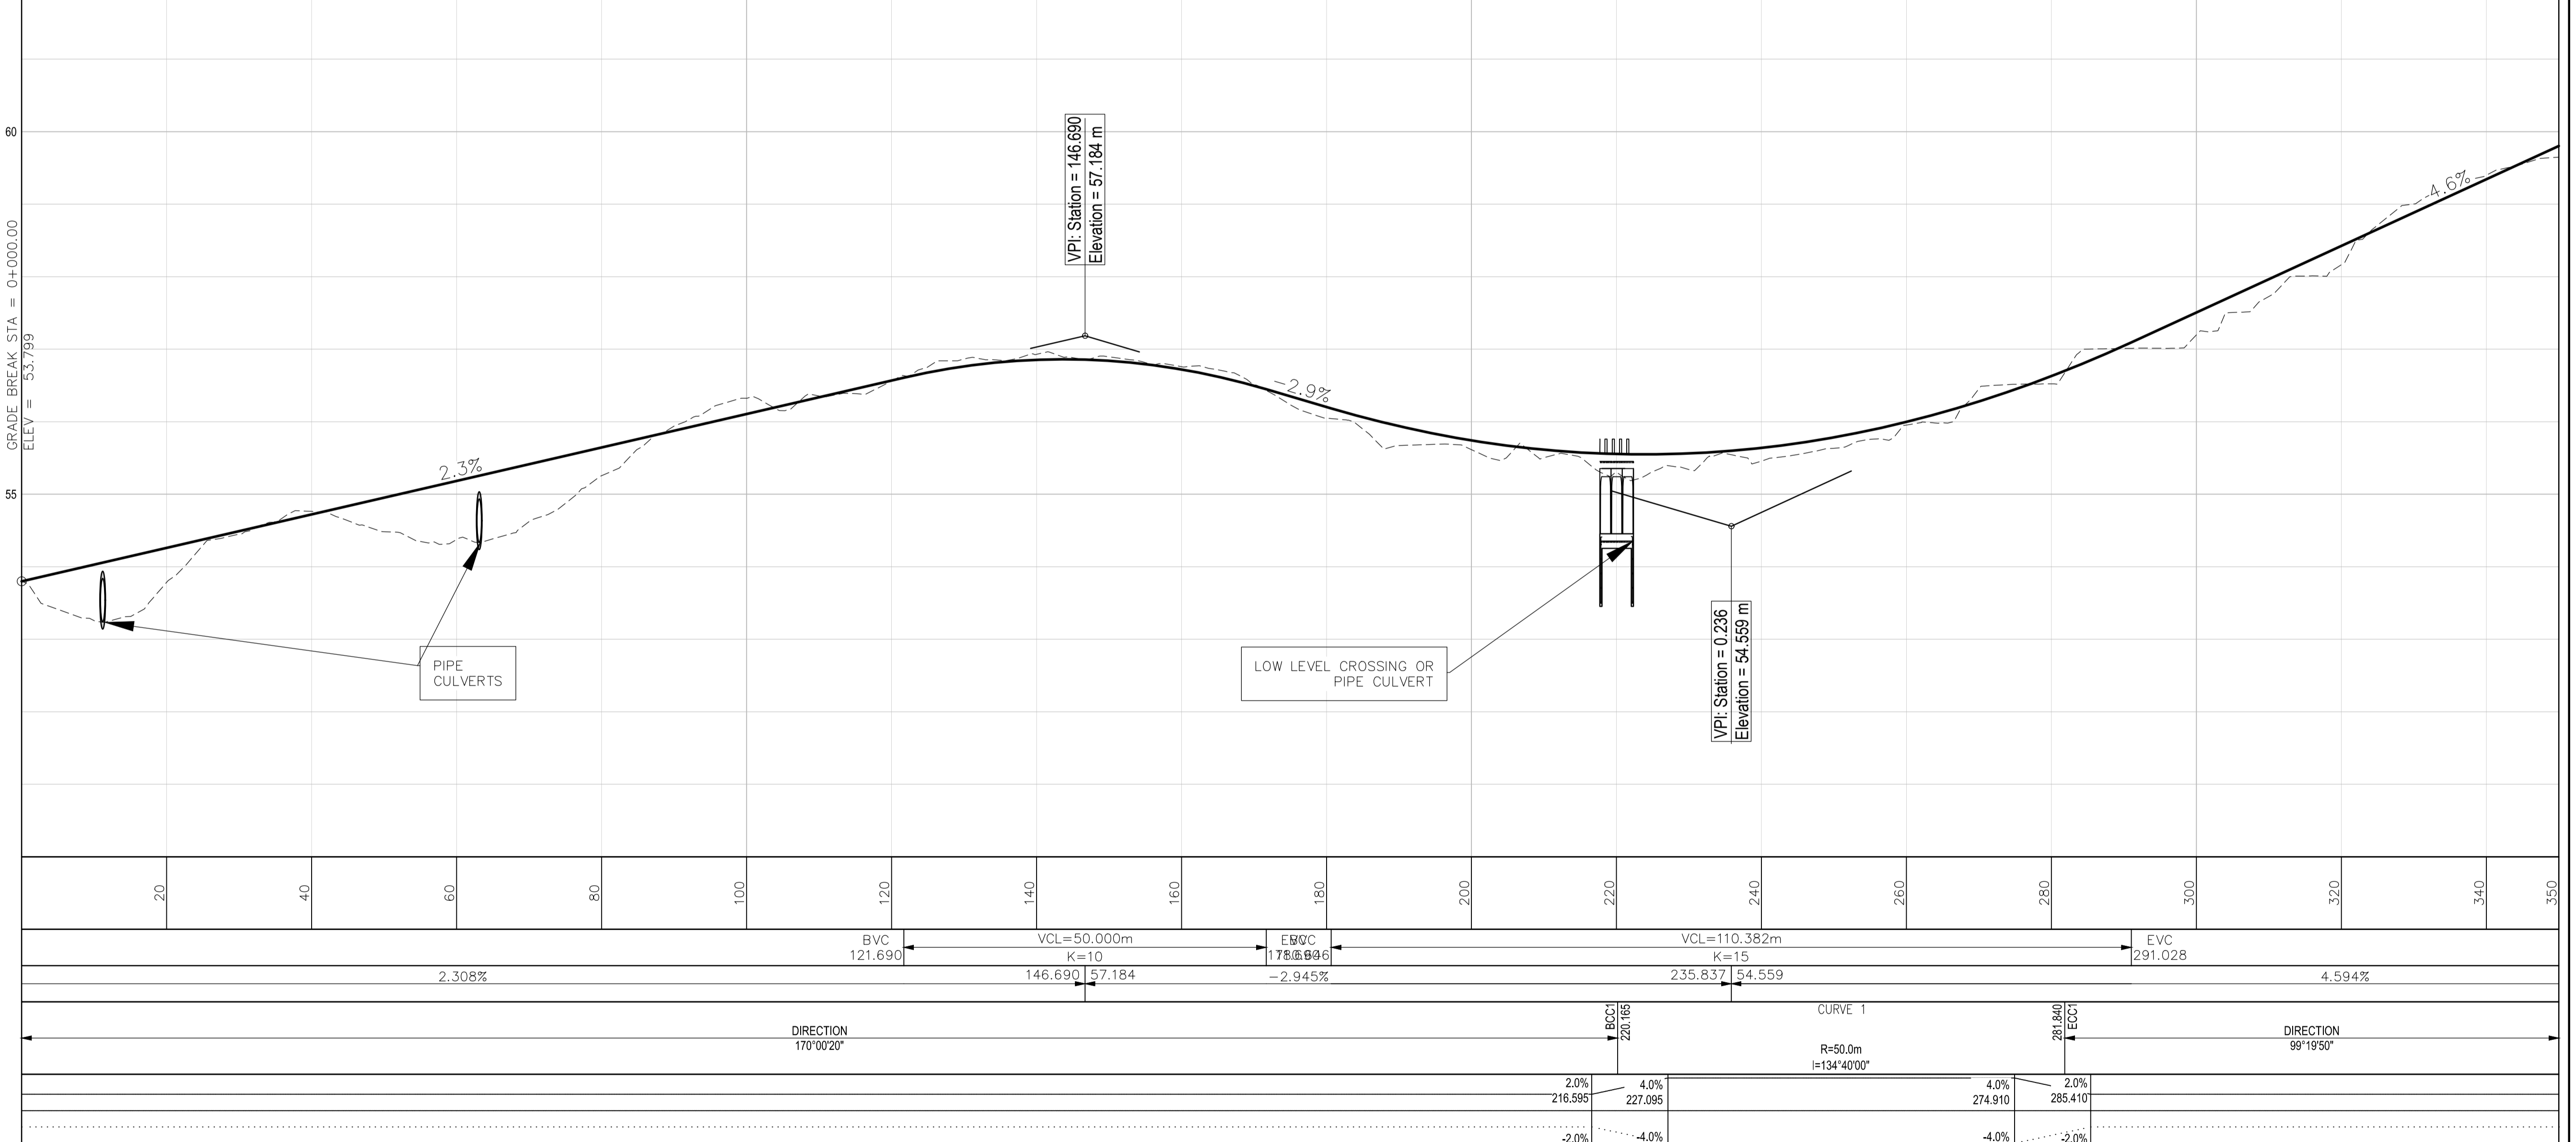 60
55
GRADE BREAK STA = 0+000.00
ELEV = 53.799
VPI: Station = 146.690
Elevation = 57.184 m
2.3%
-2.9%
4.6%
PIPE
CULVERTS
LOW LEVEL CROSSING OR
PIPE CULVERT
VPI: Station = 0.236
Elevation = 54.559 m
20 40 60 80 100 120 140 160 180 200 220 240 260 280 300 320 340 350
BVC
121.690
VCL=50.000m
K=10
EVC BVC
VCL=110.382m
K=15
EVC
291.028
2.308%
146.690 57.184
-2.945%
235.837 54.559
4.594%
DIRECTION
170°00'20"
BCC1
220.165
CURVE 1
R=50.0m
I=134°40'00"
281.840
ECC1
DIRECTION
99°19'50"
2.0%
216.595
4.0%
227.095
4.0%
274.910
2.0%
285.410
-2.0%
-4.0%
-4.0%
-2.0%